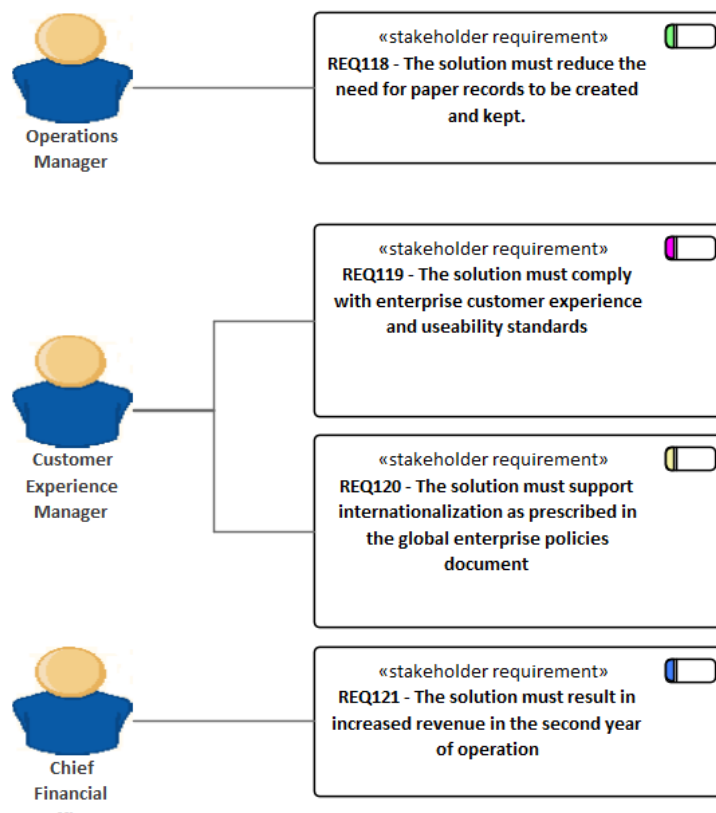 «stakeholder requirement»
REQ118 - The solution must reduce the
need for paper records to be created
and kept.
Operations
Manager
«stakeholder requirement»
REQ119 - The solution must comply
with enterprise customer experience
and useability standards
Customer
Experience
Manager
«stakeholder requirement»
REQ120 - The solution must support
internationalization as prescribed in
the global enterprise policies
document
«stakeholder requirement»
REQ121 - The solution must result in
increased revenue in the second year
of operation
Chief
Financial